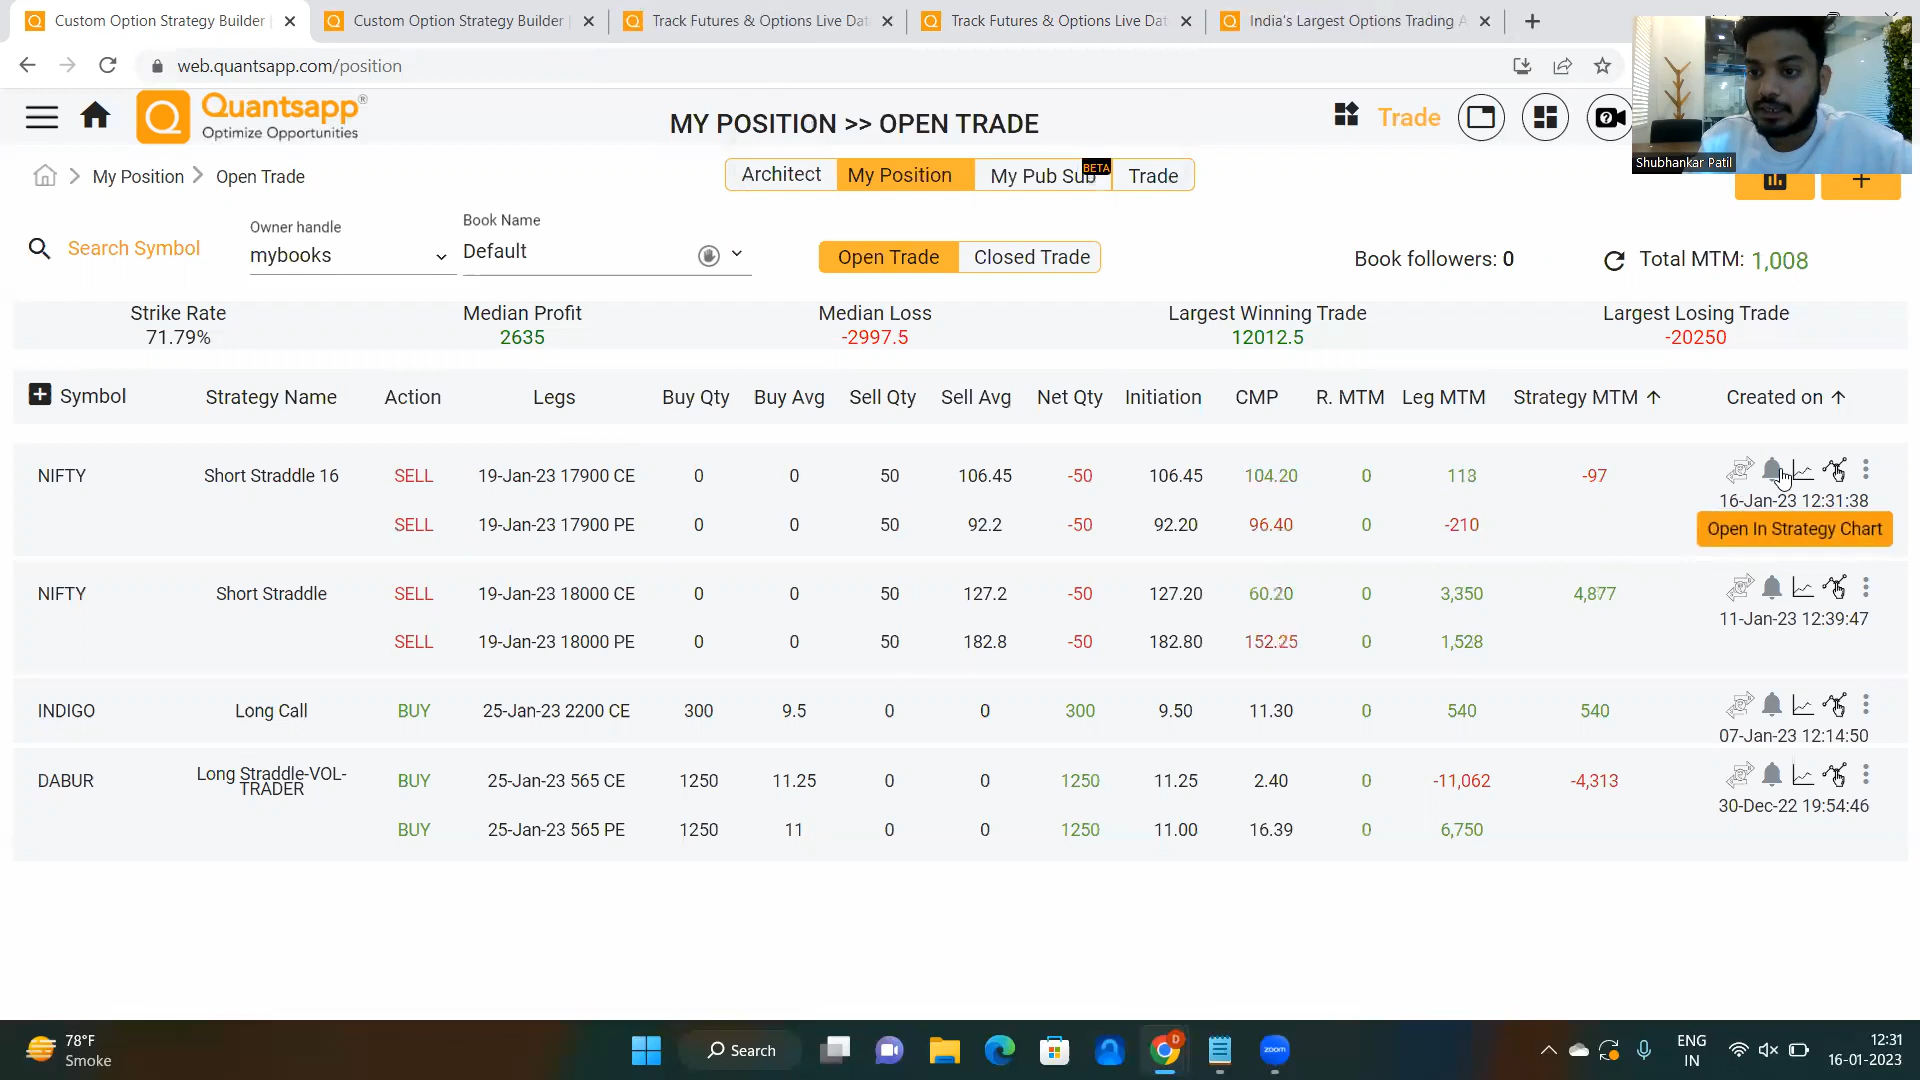 Custom Option Strategy Builder
Custom Option Strategy Builder
Track Futures & Options Live Dat
Track Futures & Options Live Dat
India's Largest Options Trading A
web.quantsapp.com/position
Quantsapp®
Optimize Opportunities
MY POSITION >> OPEN TRADE
Trade
Shubhankar Patil
My Position > Open Trade
Architect My Position My Pub Sub BETA Trade
Search Symbol
Owner handle
mybooks
Book Name
Default
Open Trade Closed Trade
Book followers: 0
Total MTM: 1,008
Strike Rate Median Profit Median Loss Largest Winning Trade Largest Losing Trade
71.79% 2635 -2997.5 12012.5 -20250
Symbol Strategy Name Action Legs Buy Qty Buy Avg Sell Qty Sell Avg Net Qty Initiation CMP R. MTM Leg MTM Strategy MTM ↑ Created on ↑
NIFTY Short Straddle 16 SELL 19-Jan-23 17900 CE 0 0 50 106.45 -50 106.45 104.20 0 113 -97
16-Jan-23 12:31:38
SELL 19-Jan-23 17900 PE 0 0 50 92.2 -50 92.20 96.40 0 -210
Open In Strategy Chart
NIFTY Short Straddle SELL 19-Jan-23 18000 CE 0 0 50 127.2 -50 127.20 60.20 0 3,350 4,877
11-Jan-23 12:39:47
SELL 19-Jan-23 18000 PE 0 0 50 182.8 -50 182.80 152.25 0 1,528
INDIGO Long Call BUY 25-Jan-23 2200 CE 300 9.5 0 0 300 9.50 11.30 0 540 540
07-Jan-23 12:14:50
DABUR Long Straddle-VOL-TRADER BUY 25-Jan-23 565 CE 1250 11.25 0 0 1250 11.25 2.40 0 -11,062 -4,313
30-Dec-22 19:54:46
BUY 25-Jan-23 565 PE 1250 11 0 0 1250 11.00 16.39 0 6,750
78°F
Smoke
Search
zoom
ENG
IN
12:31
16-01-2023